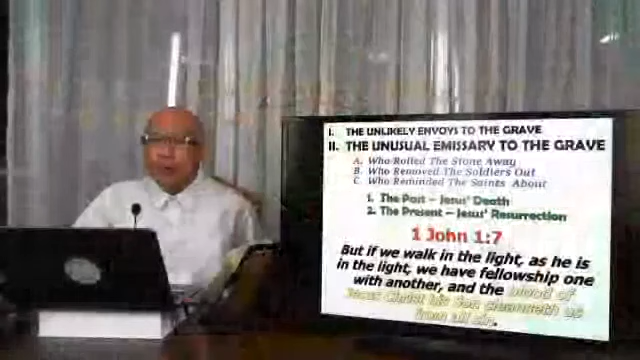 I. THE UNLIKELY ENVOYS TO THE GRAVE
II. THE UNUSUAL EMISSARY TO THE GRAVE
A. Who Rolled The Stone Away
B. Who Removed The Soldiers Out
C. Who Reminded The Saints About
1. The Past – Jesus' Death
2. The Present – Jesus' Resurrection
1 John 1:7
But if we walk in the light, as he is
in the light, we have fellowship one
with another, and the blood of
Jesus Christ his Son cleanseth us
from all sin.